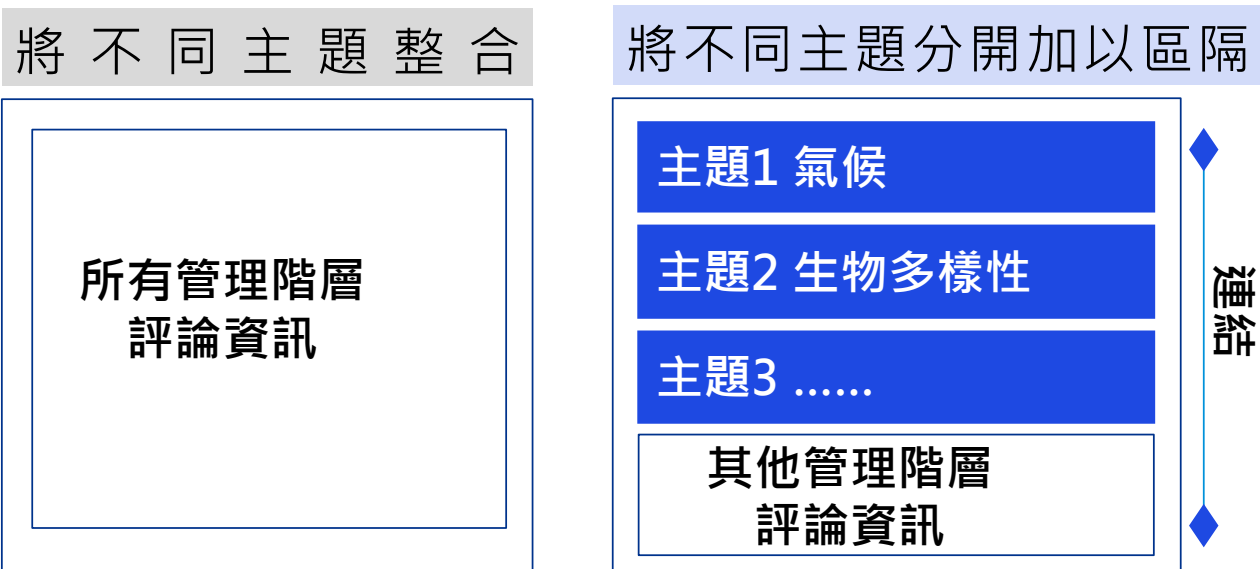 將不同主題整合
所有管理階層
評論資訊
將不同主題分開加以區隔
主題1 氣候
主題2 生物多樣性
主題3 ......
其他管理階層
評論資訊
連結